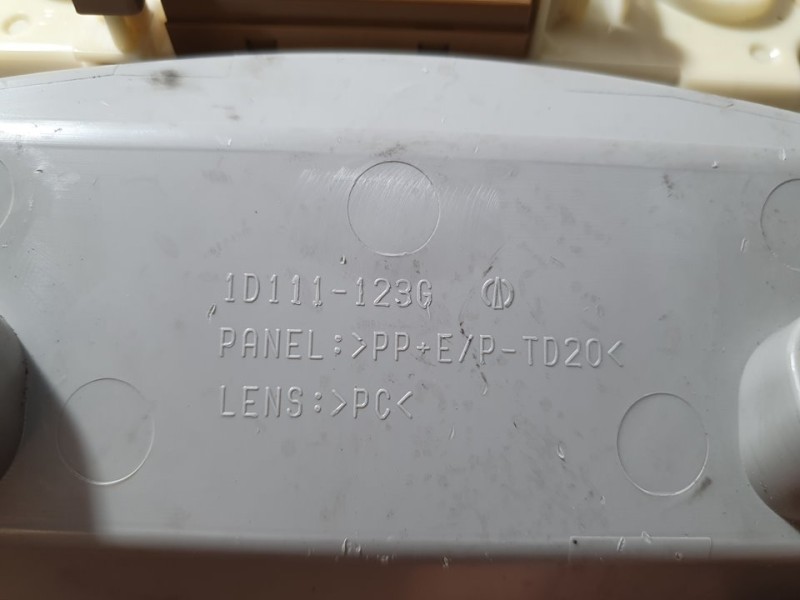 1D111-123G
PANEL:>PP+E/P-TD20<
LENS:>PC<